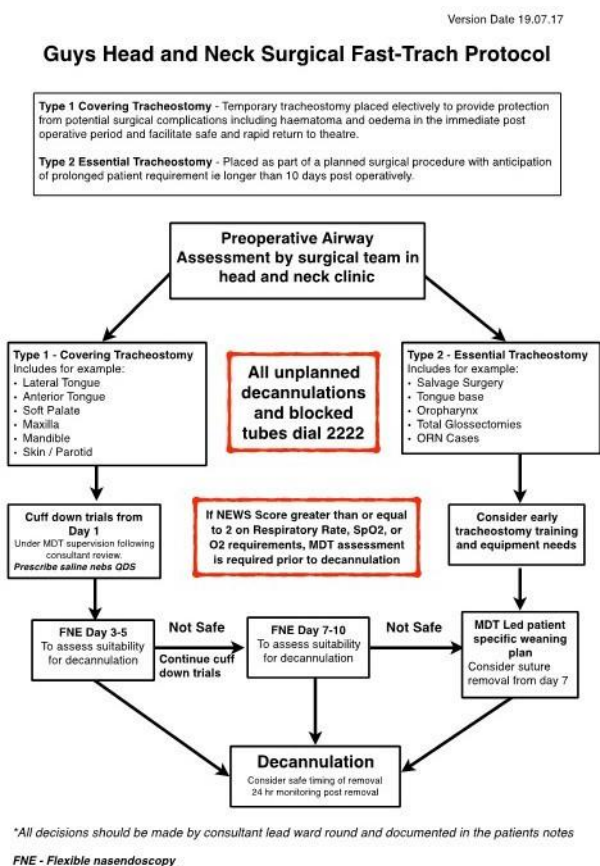 Version Date 19.07.17
Guys Head and Neck Surgical Fast-Trach Protocol
Type 1 Covering Tracheostomy - Temporary tracheostomy placed electively to provide protection
from potential surgical complications including haematoma and oedema in the immediate post
operative period and facilitate safe and rapid return to theatre.
Type 2 Essential Tracheostomy - Placed as part of a planned surgical procedure with anticipation
of prolonged patient requirement ie longer than 10 days post operatively.
Preoperative Airway
Assessment by surgical team in
head and neck clinic
Type 1 - Covering Tracheostomy
Includes for example:
• Lateral Tongue
• Anterior Tongue
• Soft Palate
• Maxilla
• Mandible
• Skin / Parotid
All unplanned
decannulations
and blocked
tubes dial 2222
Type 2 - Essential Tracheostomy
Includes for example:
• Salvage Surgery
• Tongue base
• Oropharynx
• Total Glossectomies
• ORN Cases
Cuff down trials from
Day 1
Under MDT supervision following
consultant review.
Prescribe saline nebs QDS
If NEWS Score greater than or equal
to 2 on Respiratory Rate, SpO2, or
O2 requirements, MDT assessment
is required prior to decannulation
Consider early
tracheostomy training
and equipment needs
FNE Day 3-5
To assess suitability
for decannulation
Not Safe
Continue cuff
down trials
FNE Day 7-10
To assess suitability
for decannulation
Not Safe
MDT Led patient
specific weaning
plan
Consider suture
removal from day 7
Decannulation
Consider safe timing of removal
24 hr monitoring post removal
*All decisions should be made by consultant lead ward round and documented in the patients notes
FNE - Flexible nasendoscopy